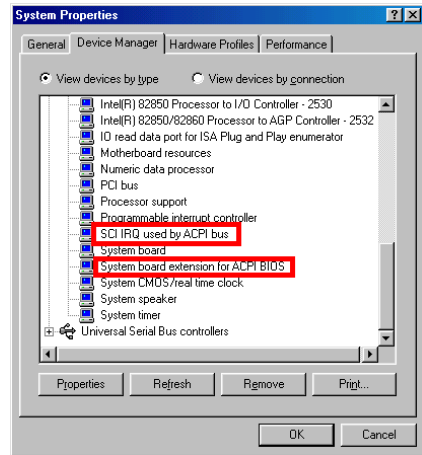 System Properties
General Device Manager Hardware Profiles Performance
View devices by type View devices by connection
Intel(R) 82850 Processor to I/O Controller - 2530
Intel(R) 82850/82860 Processor to AGP Controller - 2532
IO read data port for ISA Plug and Play enumerator
Motherboard resources
Numeric data processor
PCI bus
Processor support
Programmable interrupt controller
SCI IRQ used by ACPI bus
System board
System board extension for ACPI BIOS
System CMOS/real time clock
System speaker
System timer
Universal Serial Bus controllers
Properties Refresh Remove Print...
OK Cancel